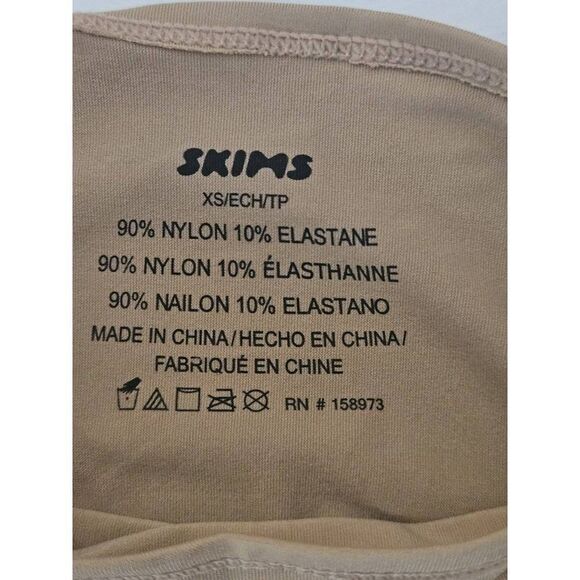 SKIMS
XS/ECH/TP
90% NYLON 10% ELASTANE
90% NYLON 10% ÉLASTHANNE
90% NAILON 10% ELASTANO
MADE IN CHINA/HECHO EN CHINA/
FABRIQUÉ EN CHINE
RN # 158973